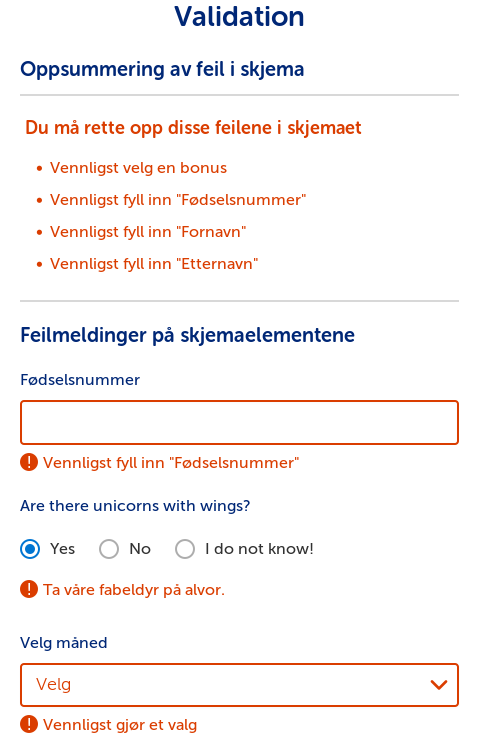 Validation
Oppsummering av feil i skjema
Du må rette opp disse feilene i skjemaet
• Vennligst velg en bonus
• Vennligst fyll inn "Fødselsnummer"
• Vennligst fyll inn "Fornavn"
• Vennligst fyll inn "Etternavn"
Feilmeldinger på skjemaelementene
Fødselsnummer
! Vennligst fyll inn "Fødselsnummer"
Are there unicorns with wings?
Yes No I do not know!
! Ta våre fabeldyr på alvor.
Velg måned
Velg
! Vennligst gjør et valg